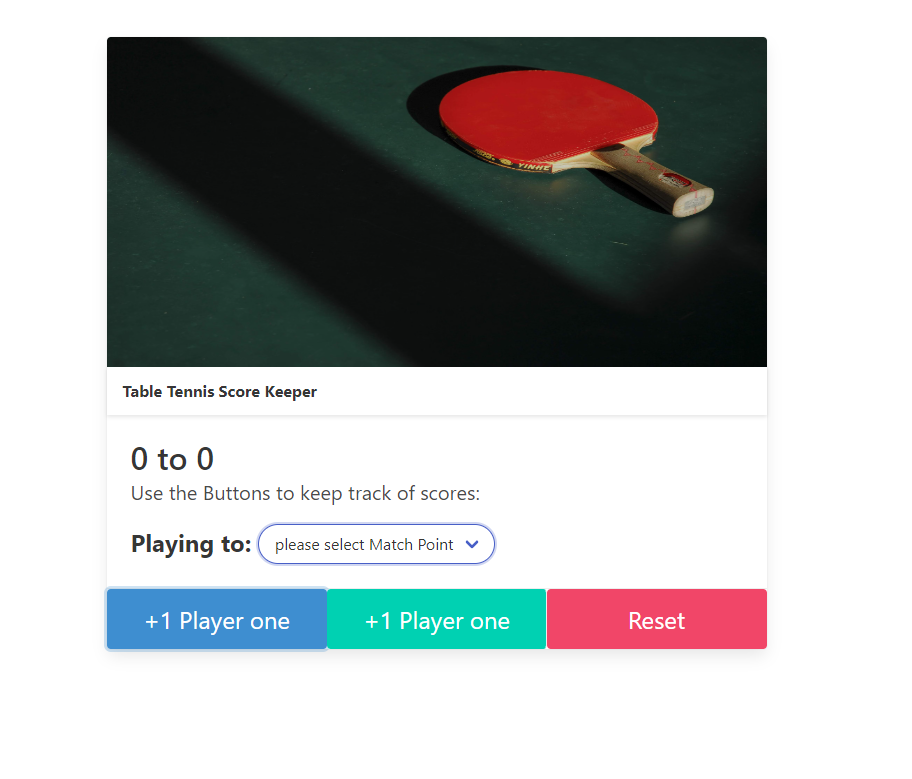 YINHE
Table Tennis Score Keeper
0 to 0
Use the Buttons to keep track of scores:
Playing to: please select Match Point
+1 Player one +1 Player one Reset